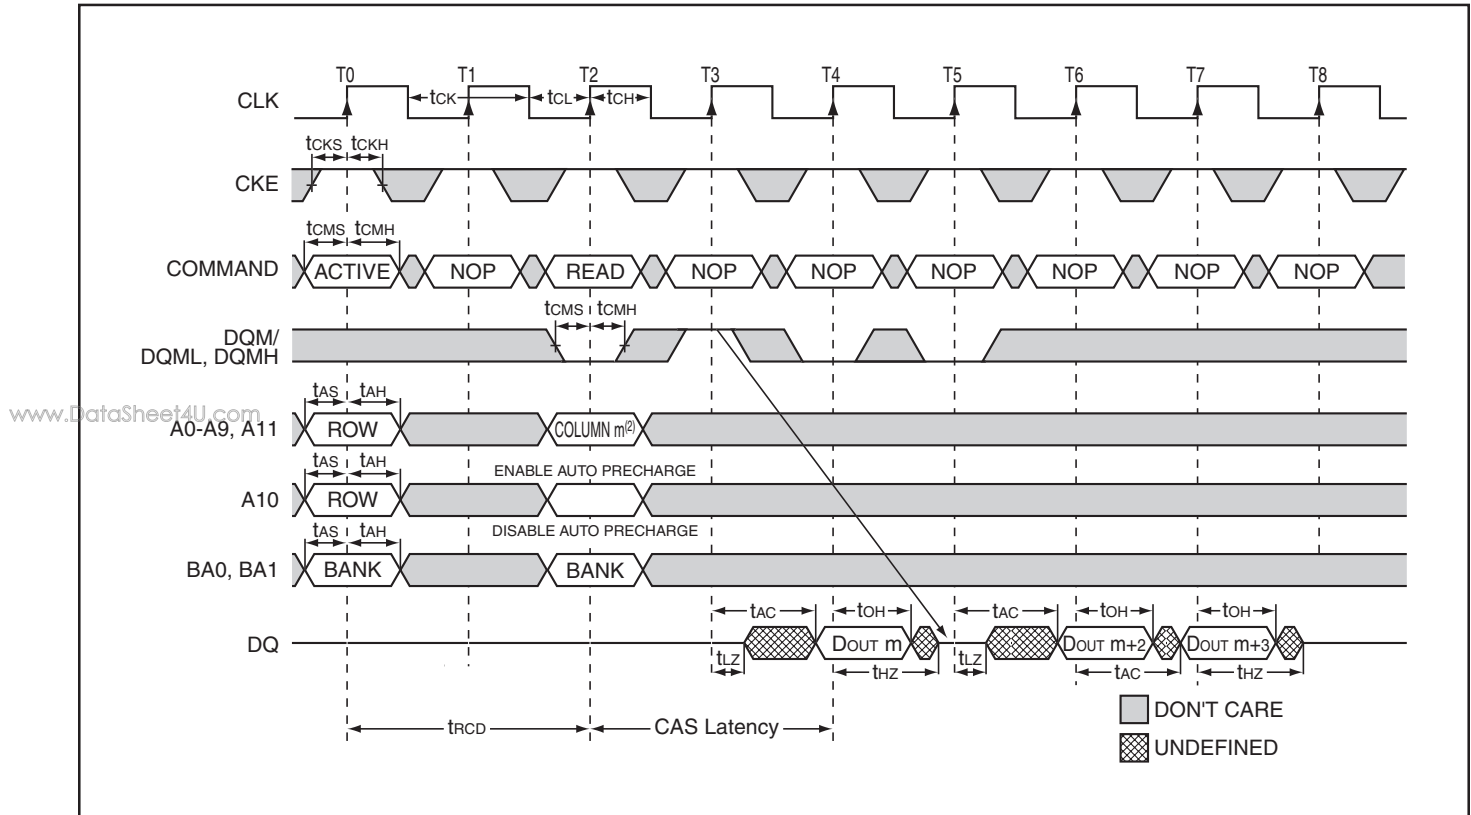 T0 T1 T2 T3 T4 T5 T6 T7 T8
CLK tCK tCL tCH
tCKS tCKH
CKE
tCMS tCMH
COMMAND ACTIVE NOP READ NOP NOP NOP NOP NOP NOP
tCMS tCMH
DQM/
DQML, DQMH
tAS tAH
www.DataSheet4U.com
A0-A9, A11 ROW COLUMN m(2)
tAS tAH ENABLE AUTO PRECHARGE
A10 ROW
tAS tAH DISABLE AUTO PRECHARGE
BA0, BA1 BANK BANK
tAC tOH tAC tOH tOH
DQ DOUT m DOUT m+2 DOUT m+3
tLZ tHZ tLZ tAC tHZ
DON'T CARE
tRCD CAS Latency
UNDEFINED